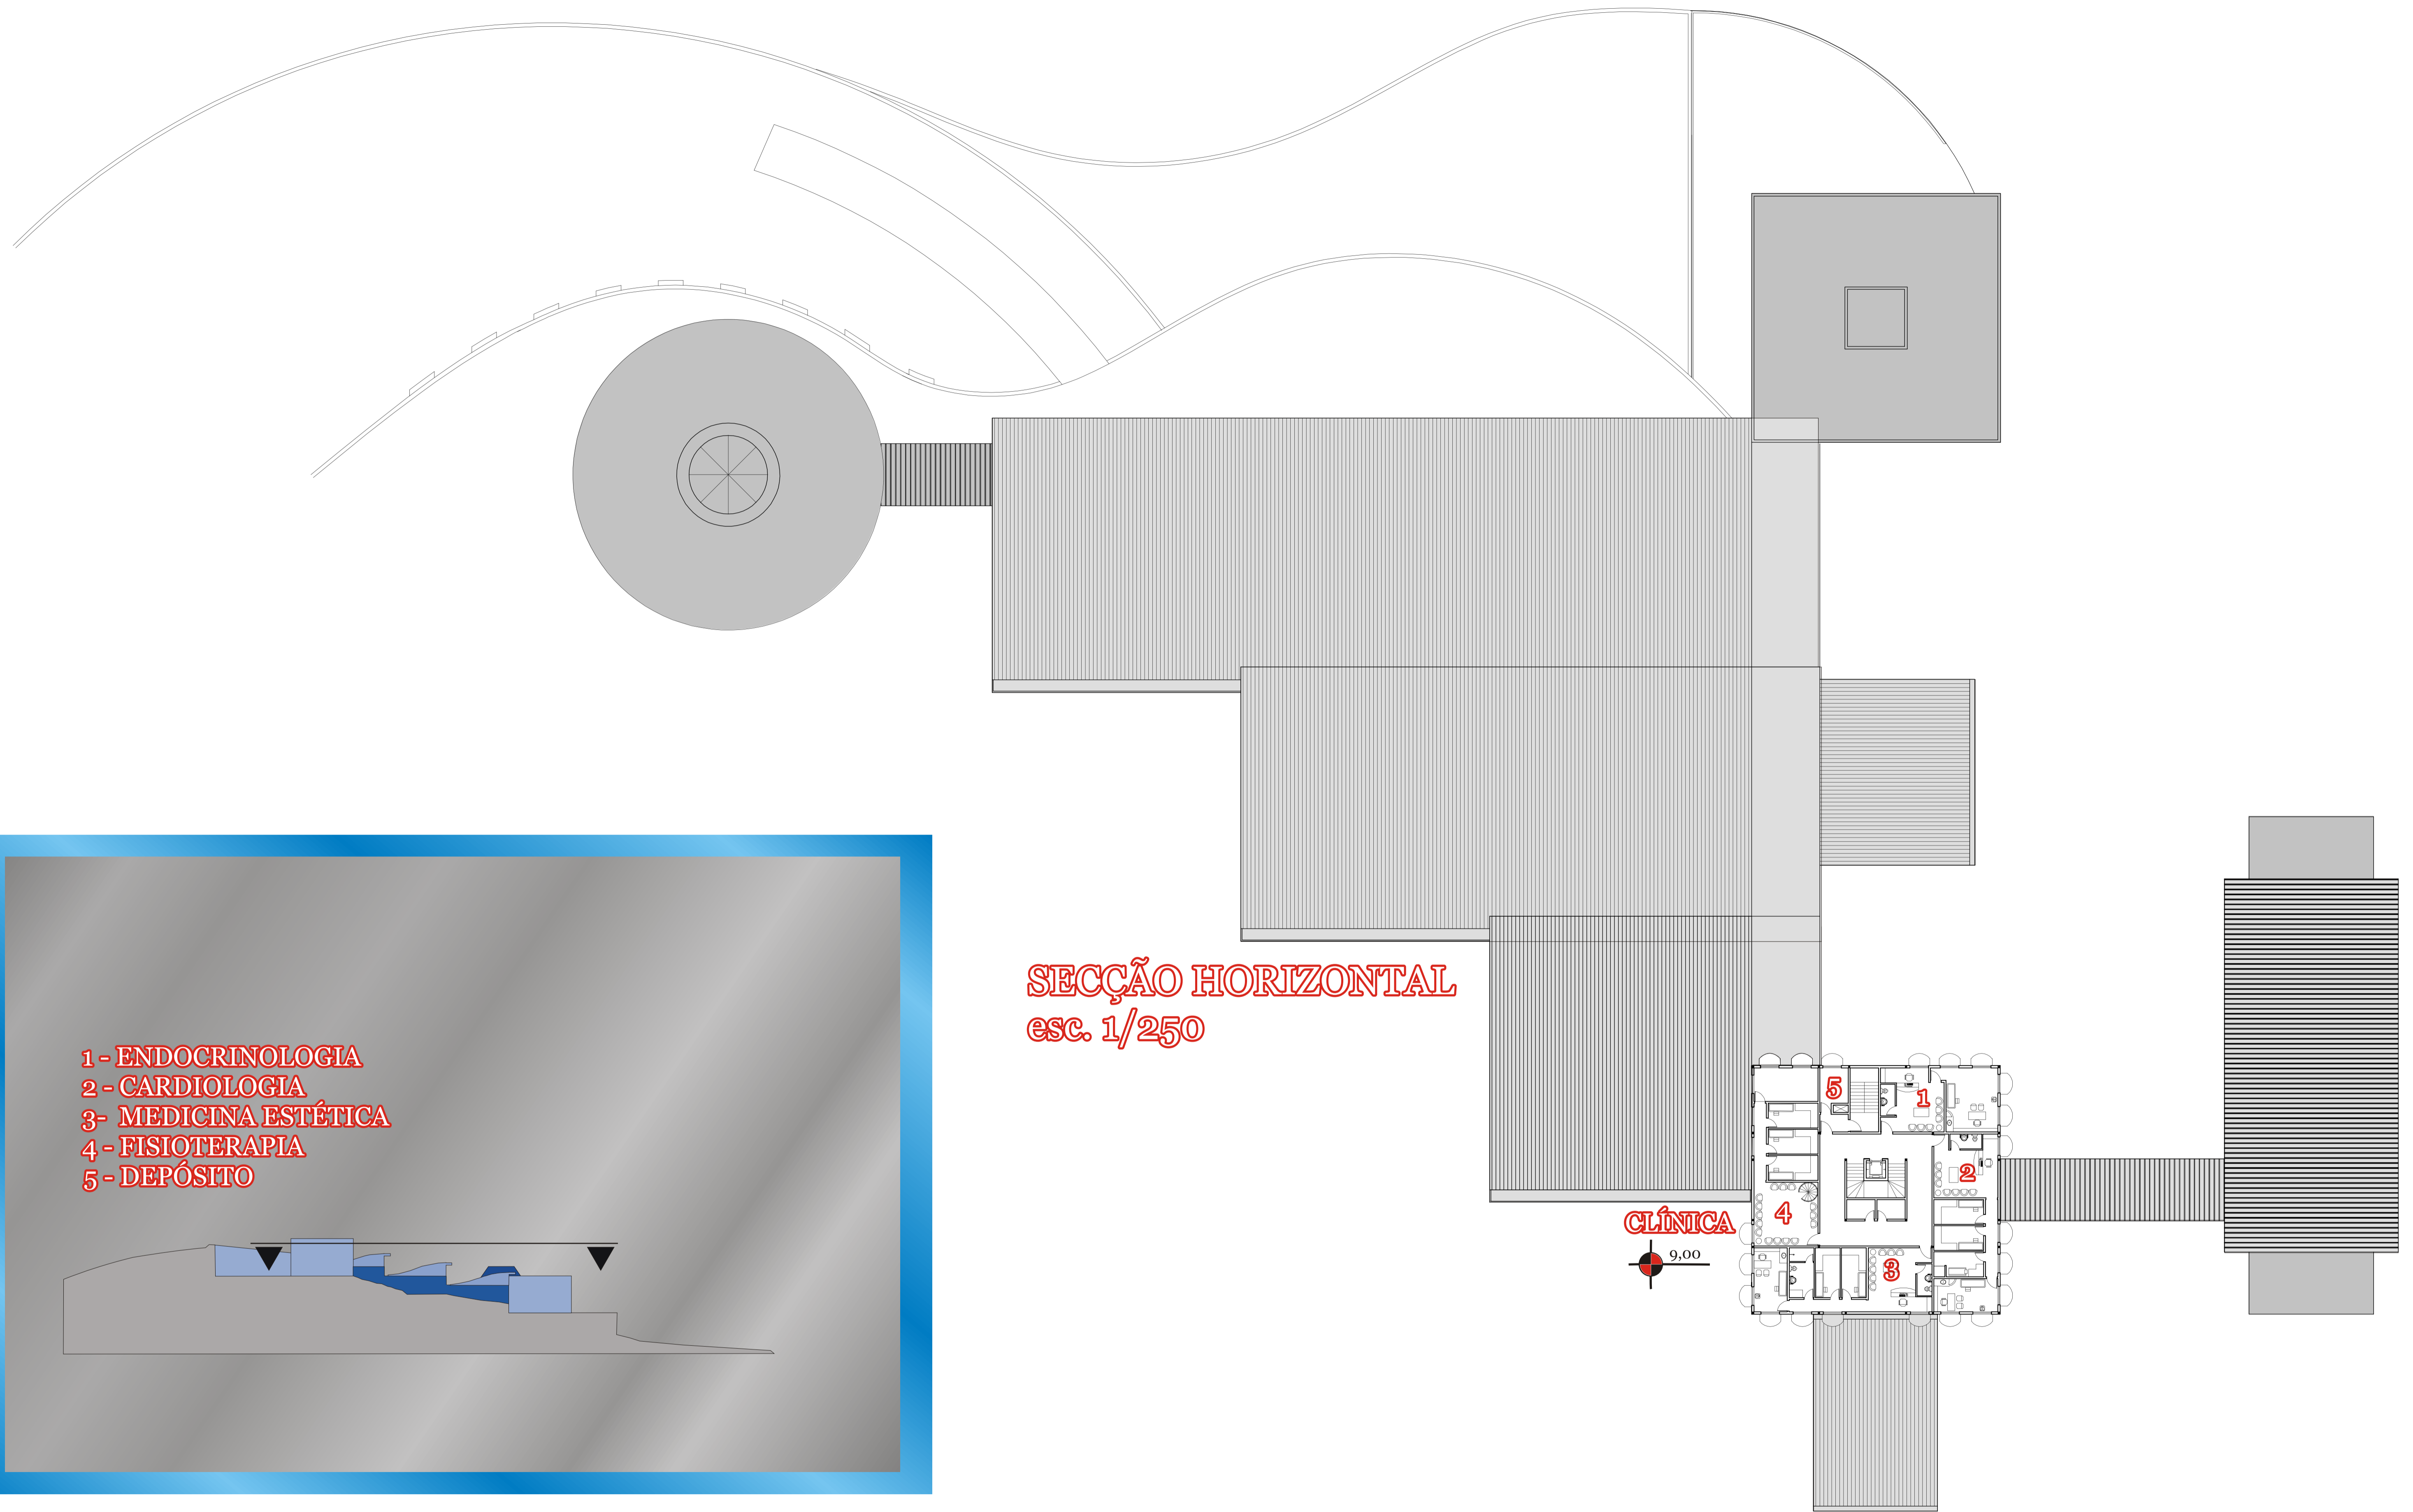 SECÇÃO HORIZONTAL
esc. 1/250
1 - ENDOCRINOLOGIA
2 - CARDIOLOGIA
3- MEDICINA ESTÉTICA
4 - FISIOTERAPIA
5 - DEPÓSITO
5
1
2
4
CLÍNICA
9,00
3